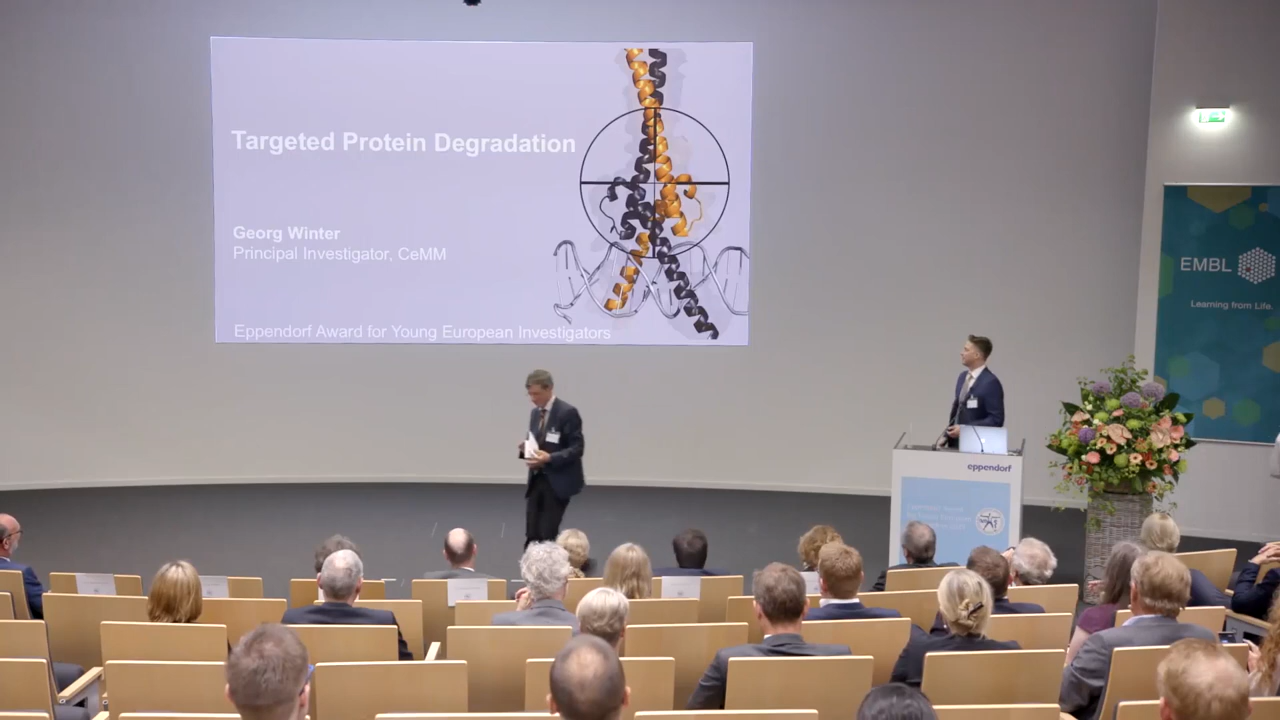 Targeted Protein Degradation
Georg Winter
Principal Investigator, CeMM
Eppendorf Award for Young European Investigators
EMBL
Learning from Life.
eppendorf